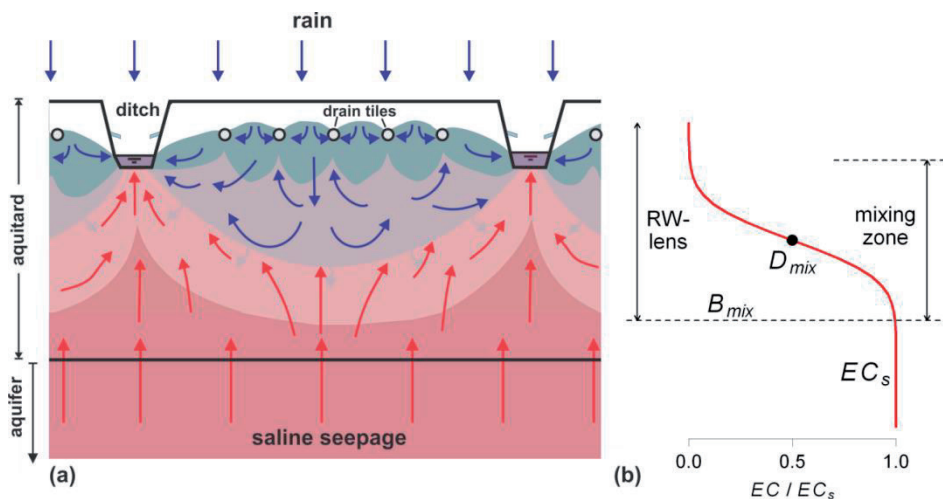 rain
ditch
drain tiles
aquitard
aquifer
saline seepage
(a)
RW-
lens
mixing
zone
D mix
B mix
EC s
0.0 0.5 1.0
EC / EC s
(b)